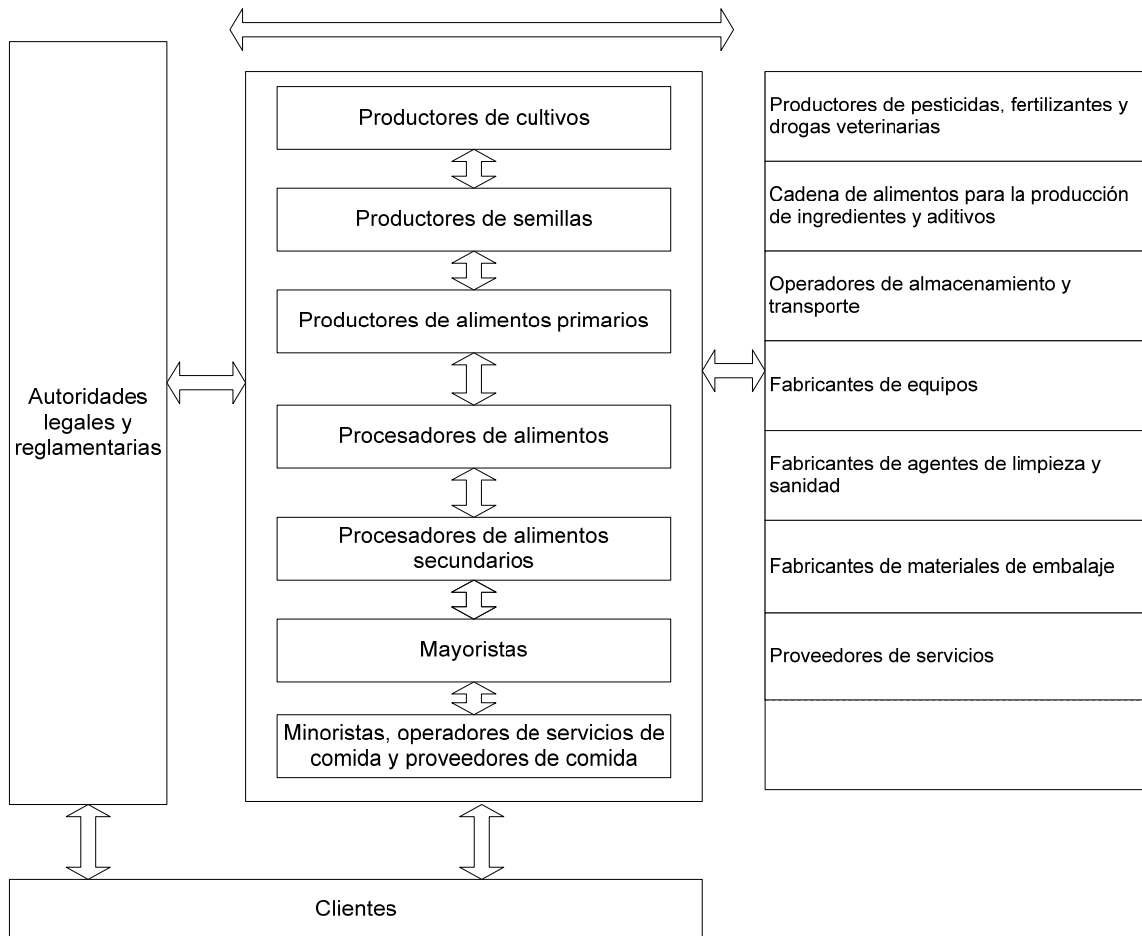 Autoridades
legales y
reglamentarias
Productores de cultivos
Productores de semillas
Productores de alimentos primarios
Procesadores de alimentos
Procesadores de alimentos
secundarios
Mayoristas
Minoristas, operadores de servicios de
comida y proveedores de comida
Productores de pesticidas, fertilizantes y
drogas veterinarias
Cadena de alimentos para la producción
de ingredientes y aditivos
Operadores de almacenamiento y
transporte
Fabricantes de equipos
Fabricantes de agentes de limpieza y
sanidad
Fabricantes de materiales de embalaje
Proveedores de servicios
Clientes